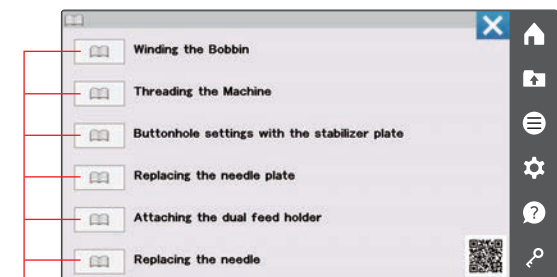 Winding the Bobbin
Threading the Machine
Buttonhole settings with the stabilizer plate
Replacing the needle plate
Attaching the dual feed holder
Replacing the needle